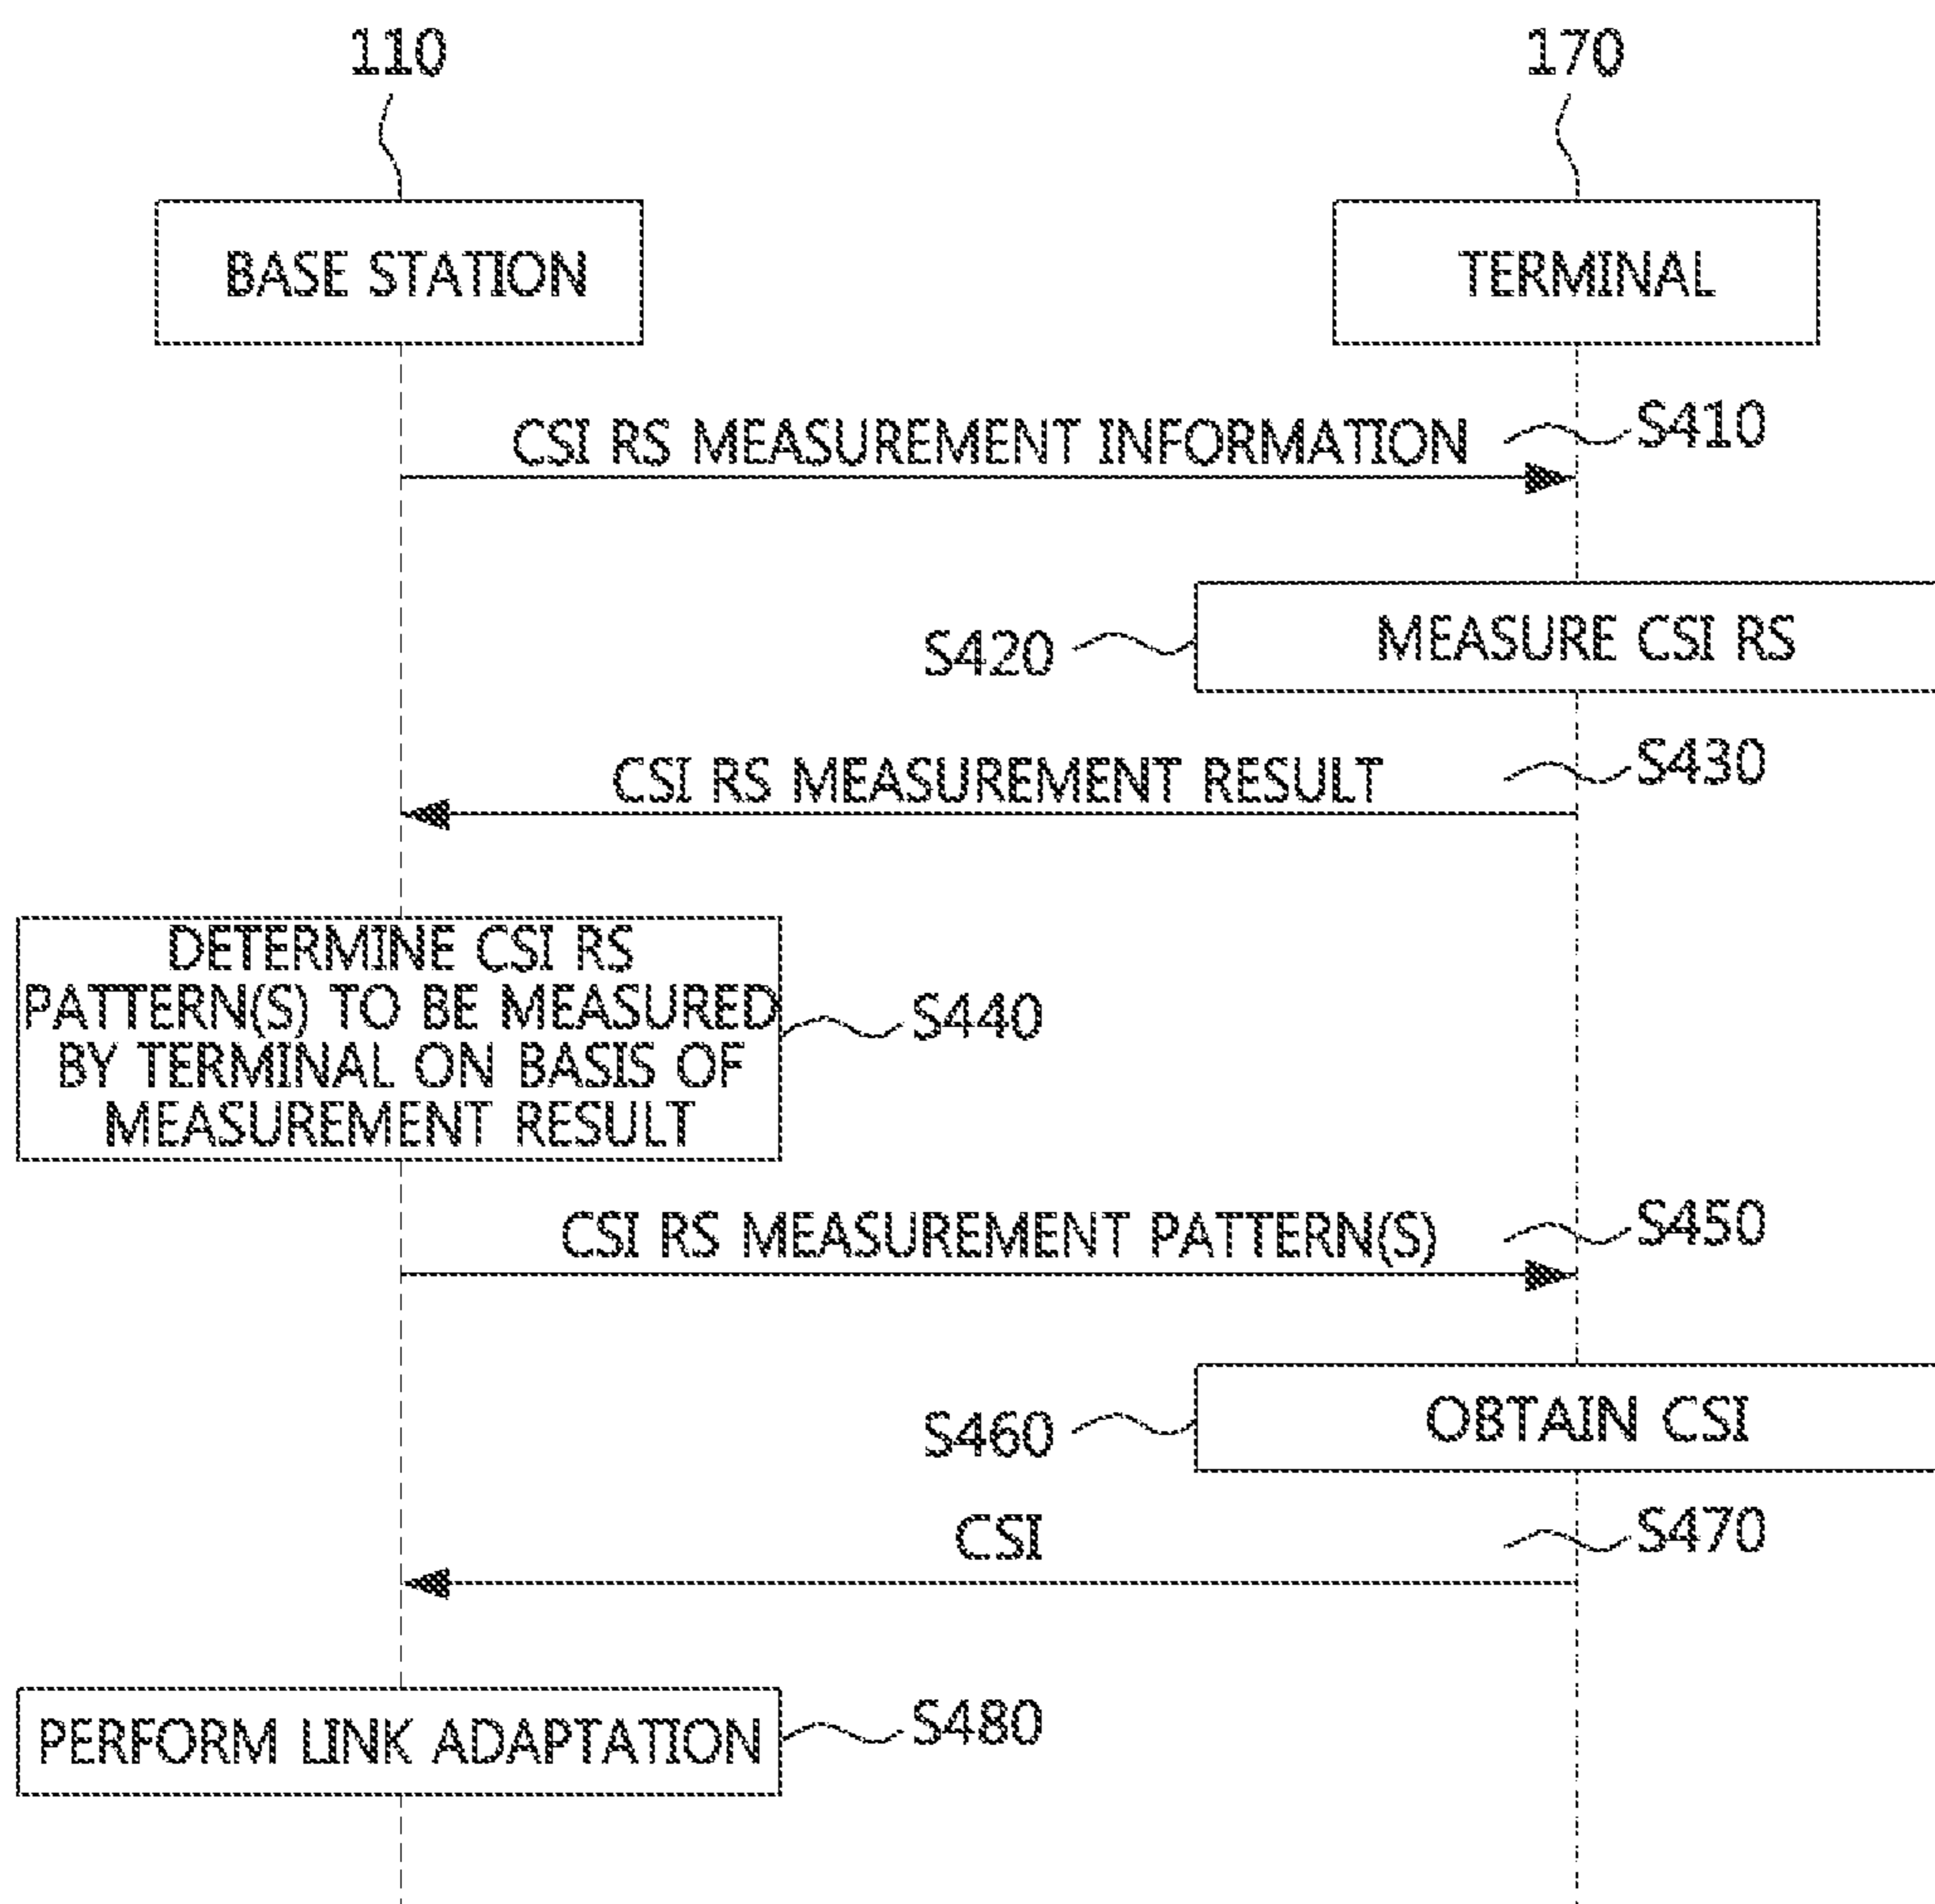 110
170
BASE STATION
TERMINAL
CSI RS MEASUREMENT INFORMATION
S410
S420
MEASURE CSI RS
CSI RS MEASUREMENT RESULT
S430
DETERMINE CSI RS
PATTERN(S) TO BE MEASURED
BY TERMINAL ON BASIS OF
MEASUREMENT RESULT
S440
CSI RS MEASUREMENT PATTERN(S)
S450
S460
OBTAIN CSI
CSI
S470
PERFORM LINK ADAPTATION
S480